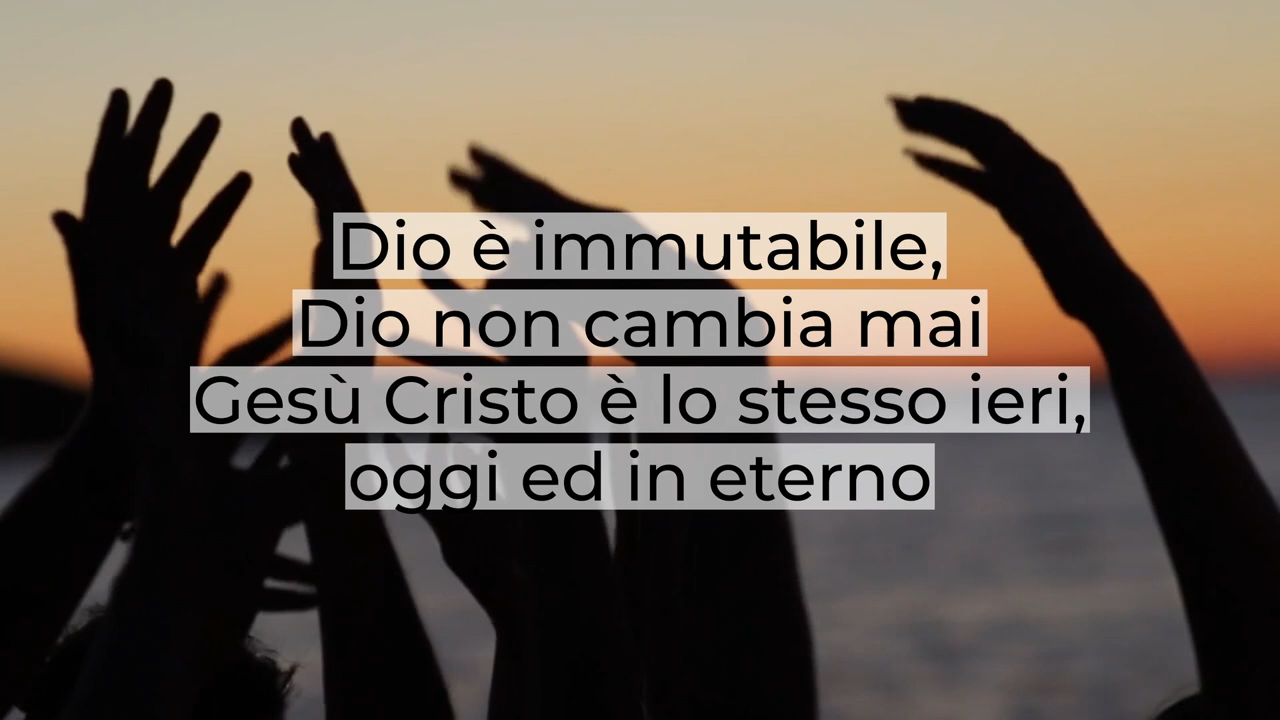 Dio è immutabile,
Dio non cambia mai
Gesù Cristo è lo stesso ieri,
oggi ed in eterno